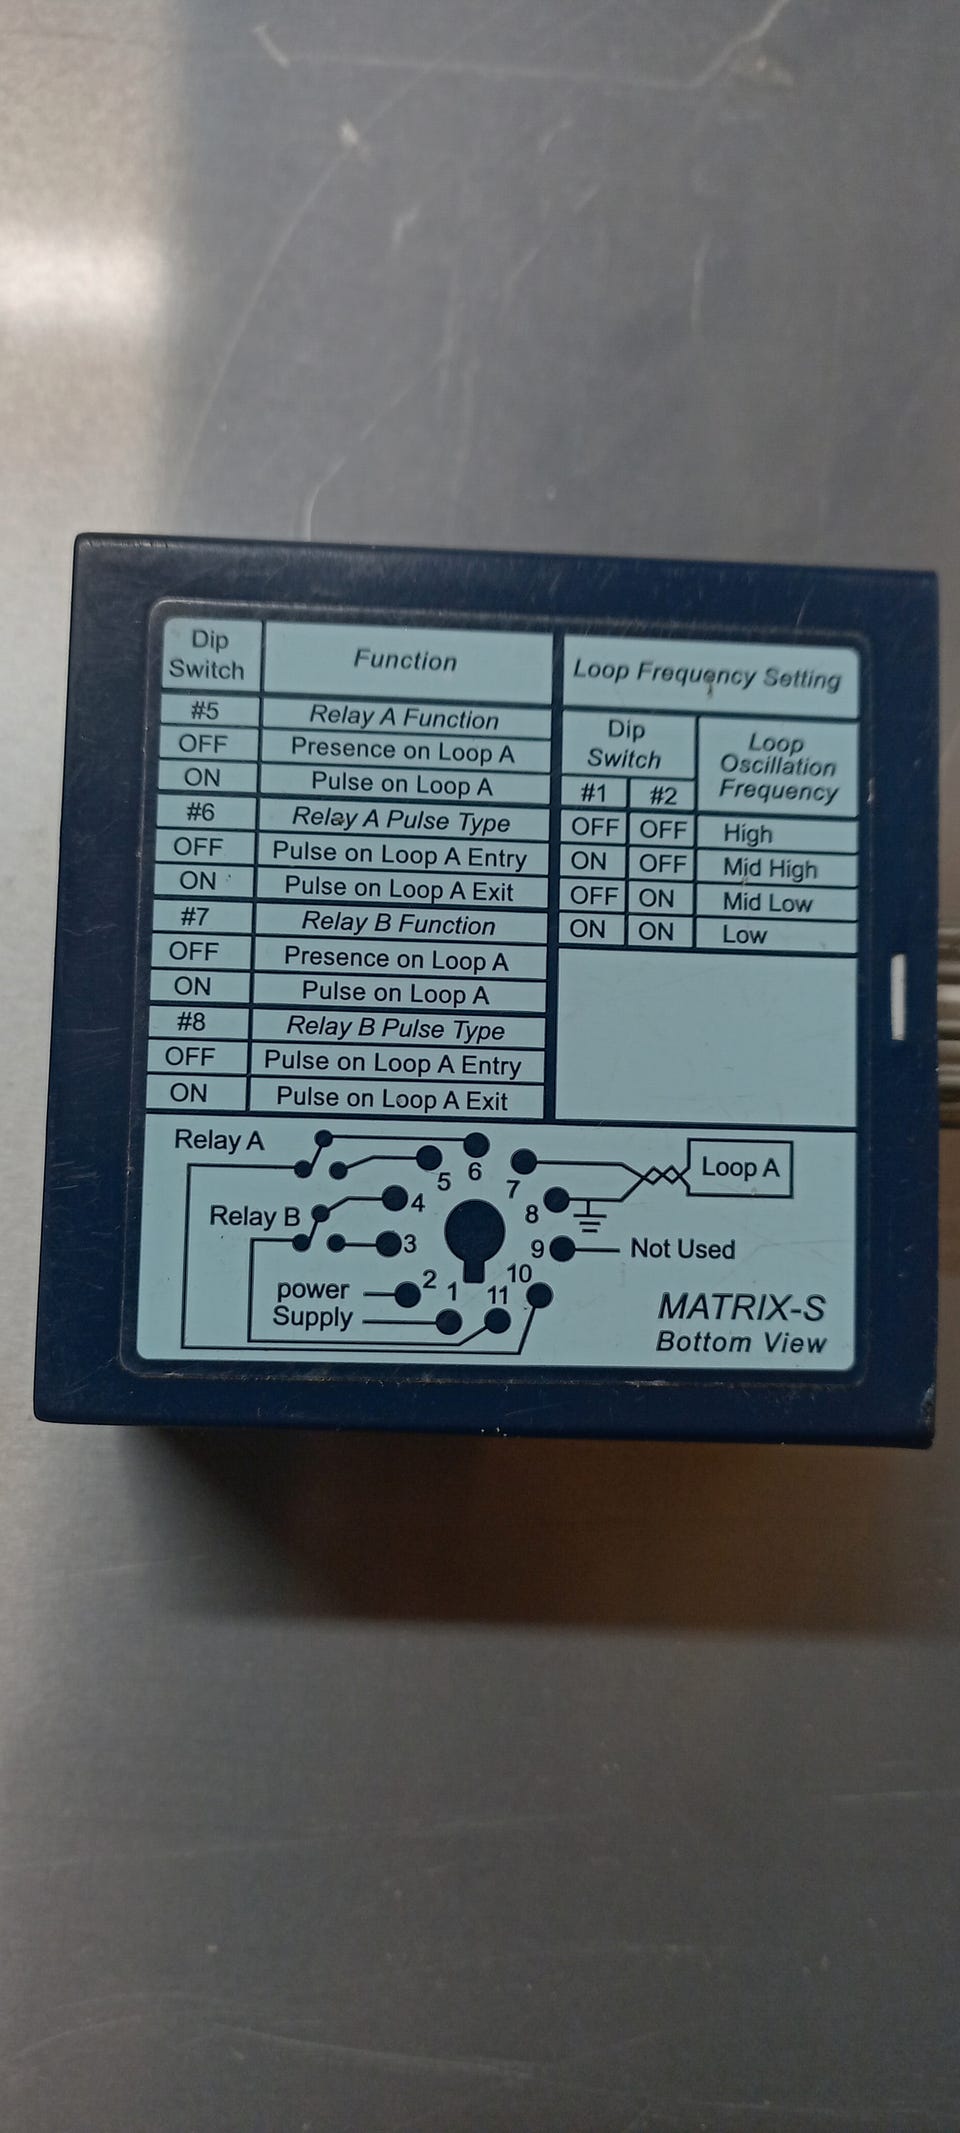 Dip Switch Function
#5 Relay A Function
OFF Presence on Loop A
ON Pulse on Loop A
#6 Relay A Pulse Type
OFF Pulse on Loop A Entry
ON Pulse on Loop A Exit
#7 Relay B Function
OFF Presence on Loop A
ON Pulse on Loop A
#8 Relay B Pulse Type
OFF Pulse on Loop A Entry
ON Pulse on Loop A Exit
Loop Frequency Setting
Dip Switch
Loop Oscillation Frequency
#1 #2
OFF OFF High
ON OFF Mid High
OFF ON Mid Low
ON ON Low
Relay A
5 6 7
Loop A
Relay B
4
8
3
9 Not Used
power Supply
2 1 11 10
MATRIX-S
Bottom View